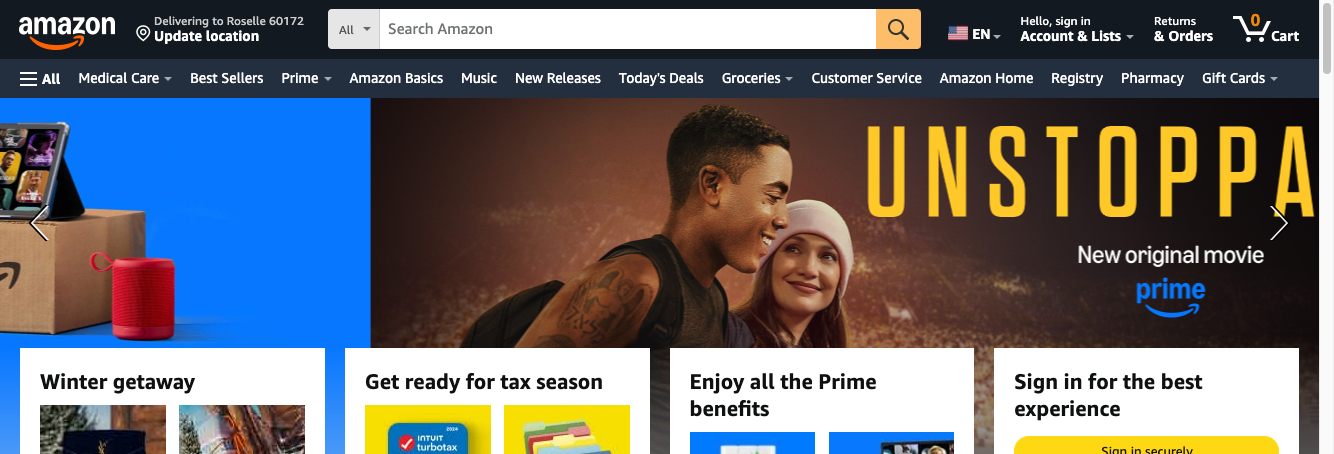 amazon
Delivering to Roselle 60172
Update location
All
Search Amazon
EN
Hello, sign in
Account & Lists
Returns
& Orders
0
Cart
All
Medical Care
Best Sellers
Prime
Amazon Basics
Music
New Releases
Today's Deals
Groceries
Customer Service
Amazon Home
Registry
Pharmacy
Gift Cards
UNSTOPPA
New original movie
prime
Winter getaway
Get ready for tax season
Enjoy all the Prime
benefits
Sign in for the best
experience
2024
INTUIT
turbotax
Sign in securely